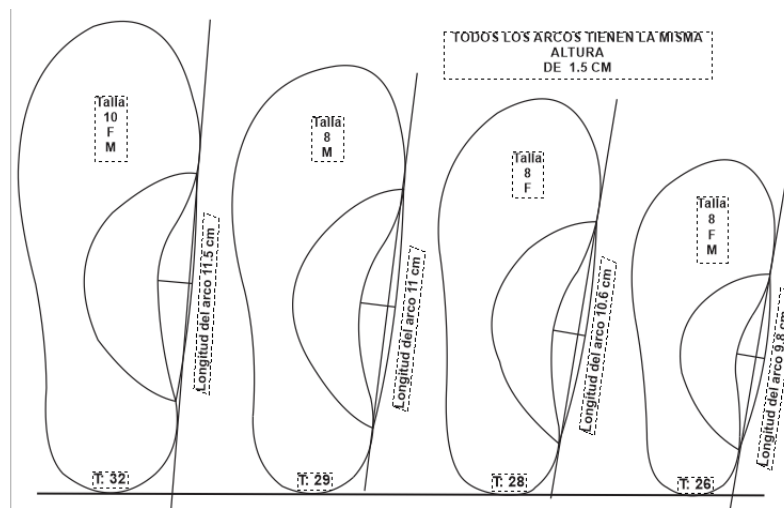 TODOS LOS ARCOS TIENEN LA MISMA
ALTURA
DE 1.5 CM
Talla
10
F
M
Longitud del arco 11.5 cm
T: 32
Talla
8
M
Longitud del arco 11 cm
T: 29
Talla
8
F
Longitud del arco 10.6 cm
T: 28
Talla
8
F
M
Longitud del arco 9.8 cm
T: 26